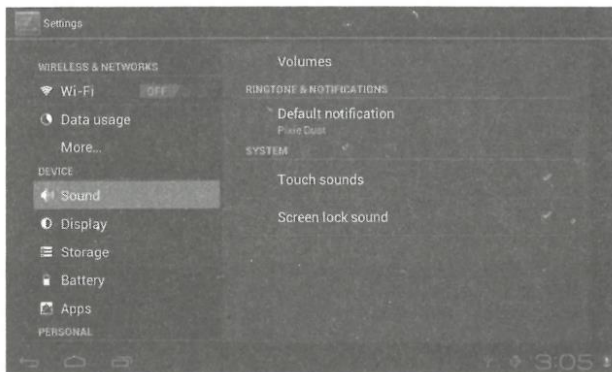 Settings
WIRELESS & NETWORKS
Wi-Fi OFF
Data usage
More...
DEVICE
Sound
Display
Storage
Battery
Apps
PERSONAL
Volumes
RINGTONE & NOTIFICATIONS
Default notification
Pixie Dust
SYSTEM
Touch sounds
Screen lock sound
3:05